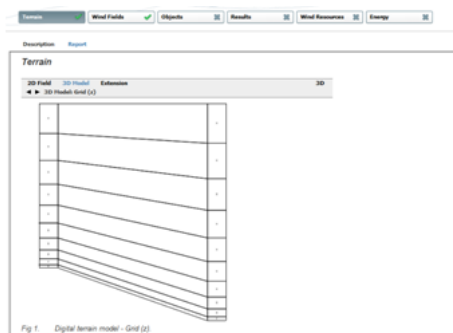 Terrain Wind Fields Objects Results Wind Resources Energy
Description Report
Terrain
2D Field 3D Model Extension 3D
◄ ► 3D Model: Grid (z)
Fig 1. Digital terrain model - Grid (z).